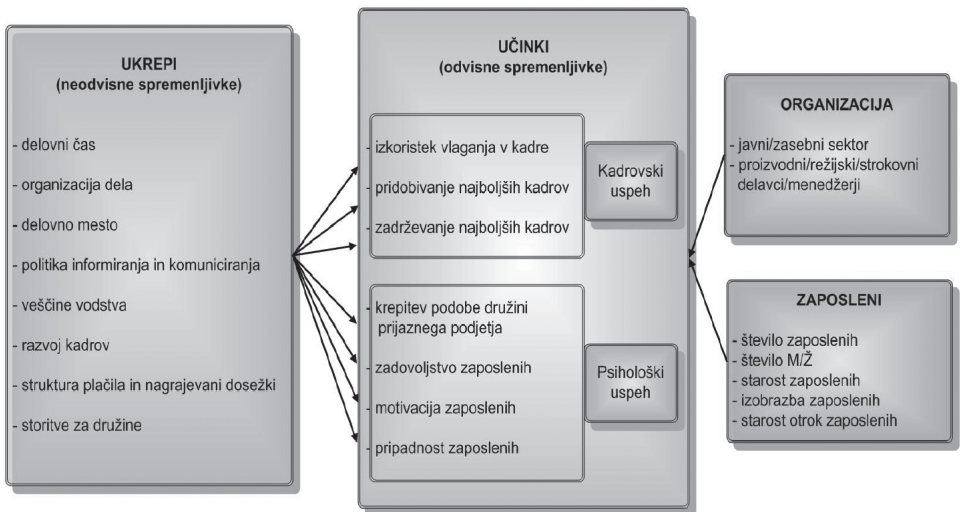 UKREPI
(neodvisne spremenljivke)
- delovni čas
- organizacija dela
- delovno mesto
- politika informiranja in komuniciranja
- veščine vodstva
- razvoj kadrov
- struktura plačila in nagrajevani dosežki
- storitve za družine
UČINKI
(odvisne spremenljivke)
- izkoristek vlaganja v kadre
- pridobivanje najboljših kadrov
- zadrževanje najboljših kadrov
Kadrovski
uspeh
- krepitev podobe družini
prijaznega podjetja
- zadovoljstvo zaposlenih
- motivacija zaposlenih
- pripadnost zaposlenih
Psihološki
uspeh
ORGANIZACIJA
- javni/zasebni sektor
- proizvodni/režijski/strokovni
delavci/menedžerji
ZAPOSLENI
- število zaposlenih
- število M/Ž
- starost zaposlenih
- izobrazba zaposlenih
- starost otrok zaposlenih